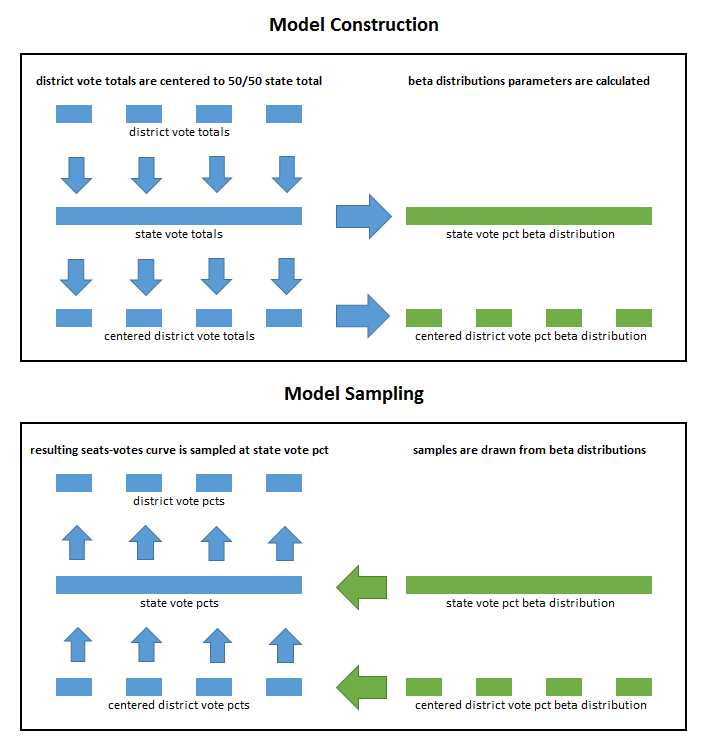 Model Construction
district vote totals are centered to 50/50 state total
beta distributions parameters are calculated
district vote totals
state vote totals
state vote pct beta distribution
centered district vote totals
centered district vote pct beta distribution
Model Sampling
resulting seats-votes curve is sampled at state vote pct
samples are drawn from beta distributions
district vote pcts
state vote pcts
state vote pct beta distribution
centered district vote pcts
centered district vote pct beta distribution